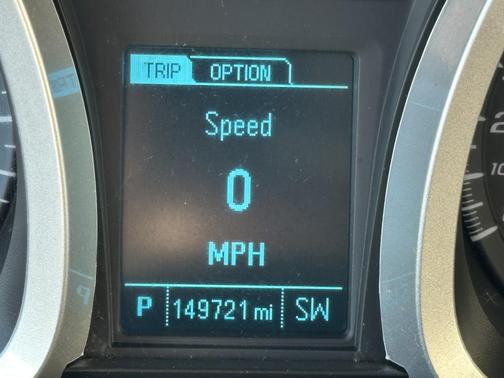 TRIP OPTION
Speed
0
MPH
P 149721 mi SW